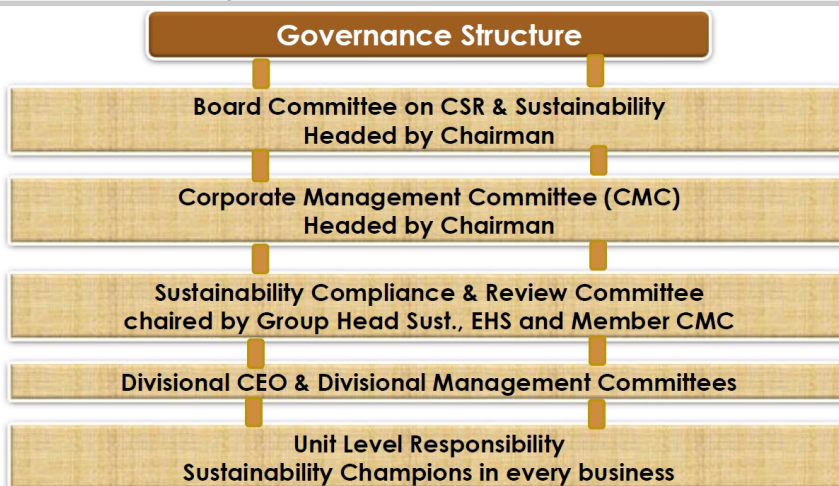 Governance Structure
Board Committee on CSR & Sustainability
Headed by Chairman
Corporate Management Committee (CMC)
Headed by Chairman
Sustainability Compliance & Review Committee
chaired by Group Head Sust., EHS and Member CMC
Divisional CEO & Divisional Management Committees
Unit Level Responsibility
Sustainability Champions in every business